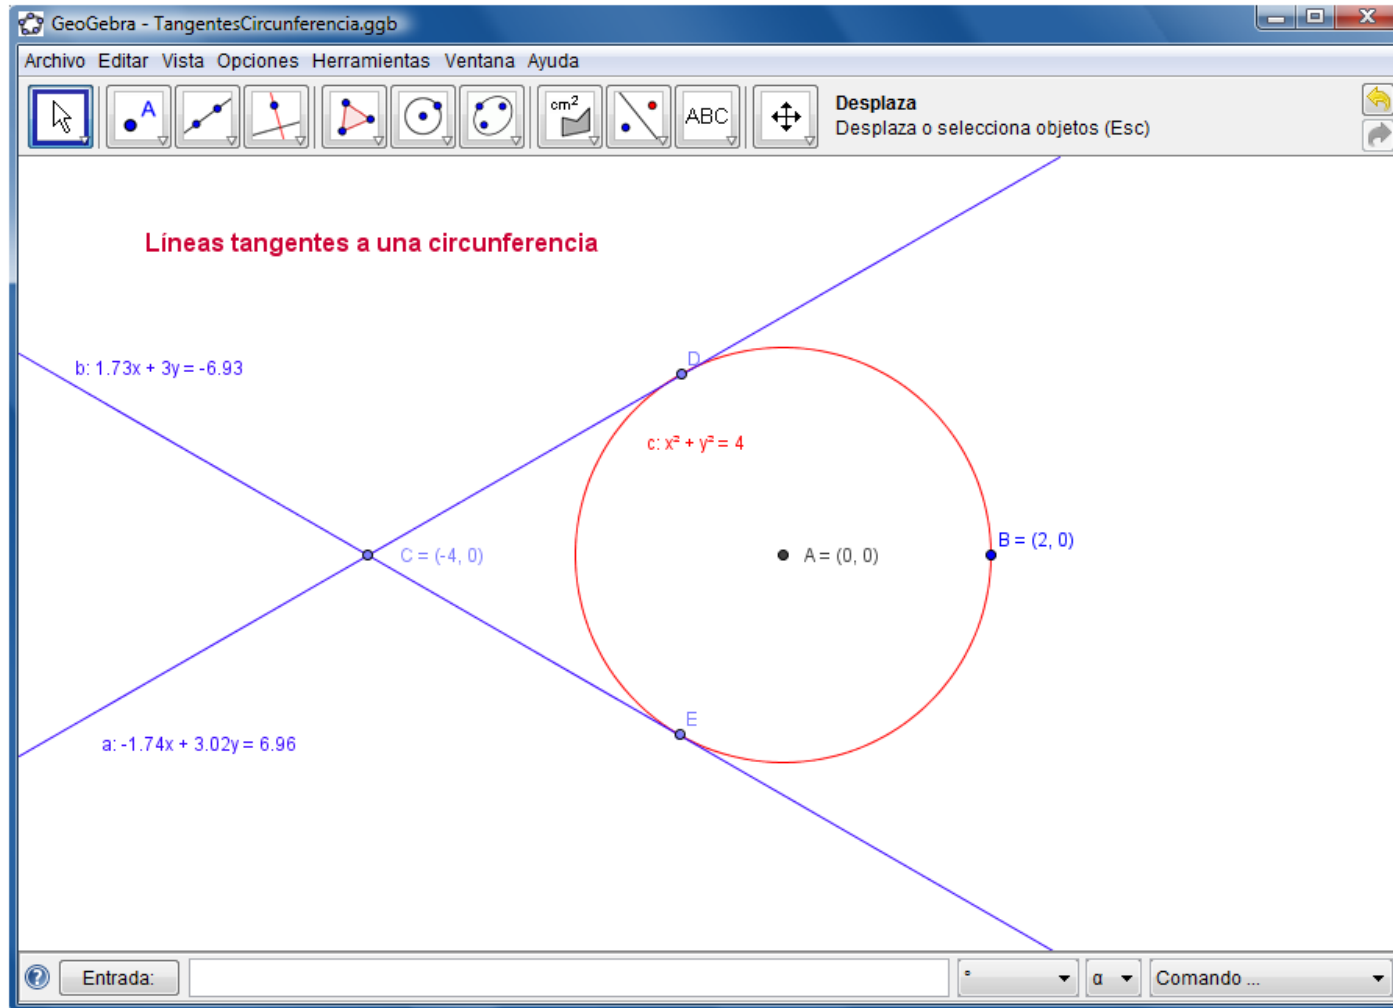 GeoGebra - TangentesCircunferencia.ggb
Archivo Editar Vista Opciones Herramientas Ventana Ayuda
A
cm²
ABC
Desplaza
Desplaza o selecciona objetos (Esc)
Líneas tangentes a una circunferencia
b: 1.73x + 3y = -6.93
D
c: x² + y² = 4
C = (-4, 0)
A = (0, 0)
B = (2, 0)
E
a: -1.74x + 3.02y = 6.96
Entrada:
°
α
Comando ...